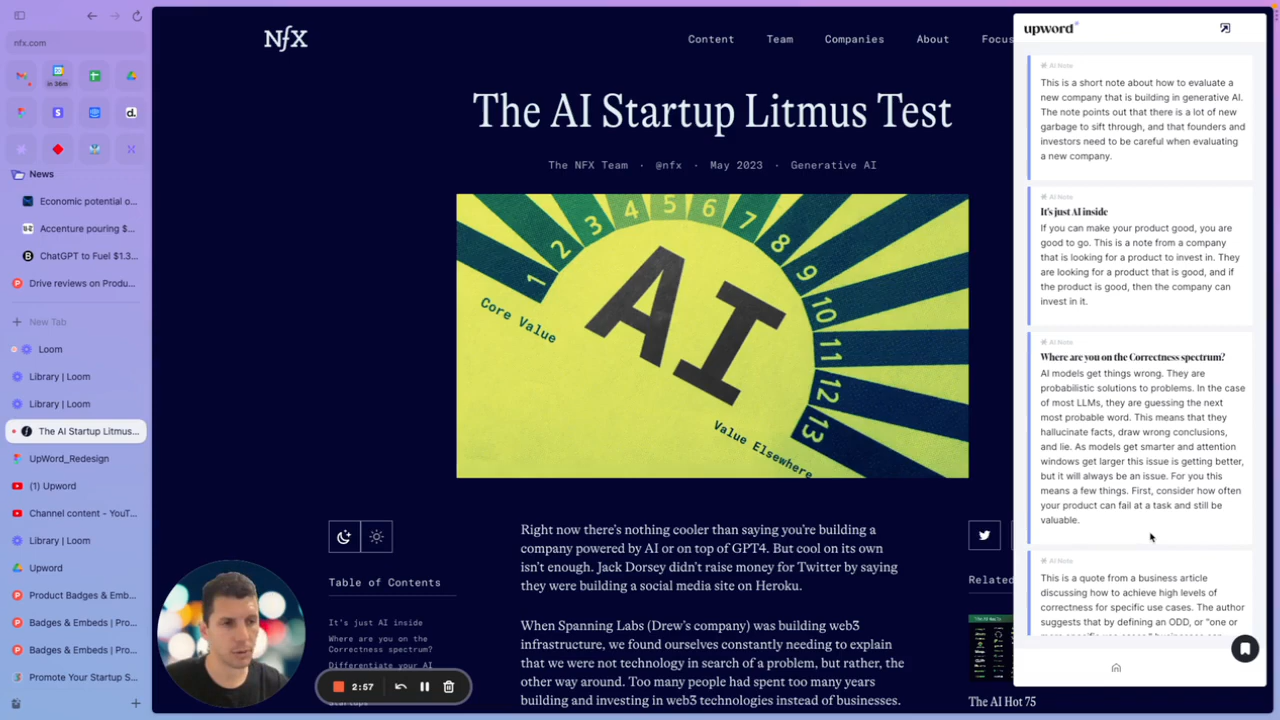 nfx.com
in 36m
News
Economic potential o...
Accenture pouring $...
ChatGPT to Fuel $1.3...
Drive reviews on Produ...
New Tab
Loom
Library | Loom
Library | Loom
The AI Startup Litmus...
UpWord_Redesign
(1) Upword
Channel content - YouT...
Library | Loom
Upword
Product Badges & Emb...
Badges & Embeds | Pro...
Badges & Embeds | Pro...
Promote Your Startup S...
NfX
Content
Team
Companies
About
Focus
The AI Startup Litmus Test
The NFX Team · @nfx · May 2023 · Generative AI
1 2 3 4 5 6 7 8 9 10 11 12 13
Core Value
AI
Value Elsewhere
Table of Contents
It's just AI inside
Where are you on the
Correctness spectrum?
Differentiate your AI
Startups
2:57
Right now there's nothing cooler than saying you're building a
company powered by AI or on top of GPT4. But cool on its own
isn't enough. Jack Dorsey didn't raise money for Twitter by saying
they were building a social media site on Heroku.
When Spanning Labs (Drew's company) was building web3
infrastructure, we found ourselves constantly needing to explain
that we were not technology in search of a problem, but rather, the
other way around. Too many people had spent too many years
building and investing in web3 technologies instead of businesses.
Related
The AI Hot 75
upword
AI Note
This is a short note about how to evaluate a
new company that is building in generative AI.
The note points out that there is a lot of new
garbage to sift through, and that founders and
investors need to be careful when evaluating
a new company.
AI Note
It's just AI inside
If you can make your product good, you are
good to go. This is a note from a company
that is looking for a product to invest in. They
are looking for a product that is good, and if
the product is good, then the company can
invest in it.
AI Note
Where are you on the Correctness spectrum?
AI models get things wrong. They are
probabilistic solutions to problems. In the case
of most LLMs, they are guessing the next
most probable word. This means that they
hallucinate facts, draw wrong conclusions,
and lie. As models get smarter and attention
windows get larger this issue is getting better,
but it will always be an issue. For you this
means a few things. First, consider how often
your product can fail at a task and still be
valuable.
AI Note
This is a quote from a business article
discussing how to achieve high levels of
correctness for specific use cases. The author
suggests that by defining an ODD, or "one or